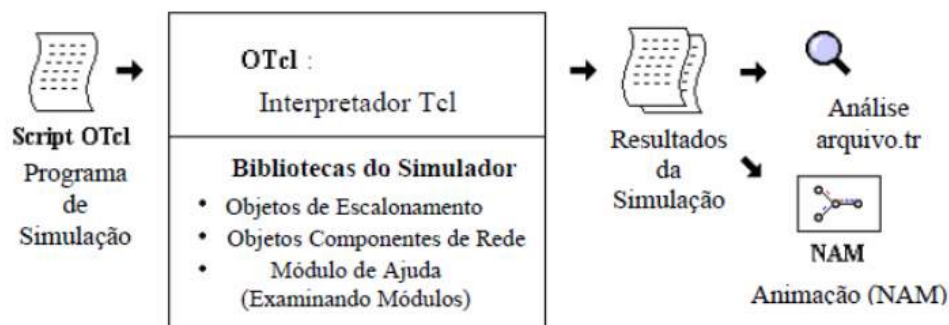 Script OTcl
Programa
de
Simulação
OTcl :
Interpretador Tcl
Bibliotecas do Simulador
• Objetos de Escalonamento
• Objetos Componentes de Rede
• Módulo de Ajuda
(Examinando Módulos)
Resultados
da
Simulação
Análise
arquivo.tr
NAM
Animação (NAM)